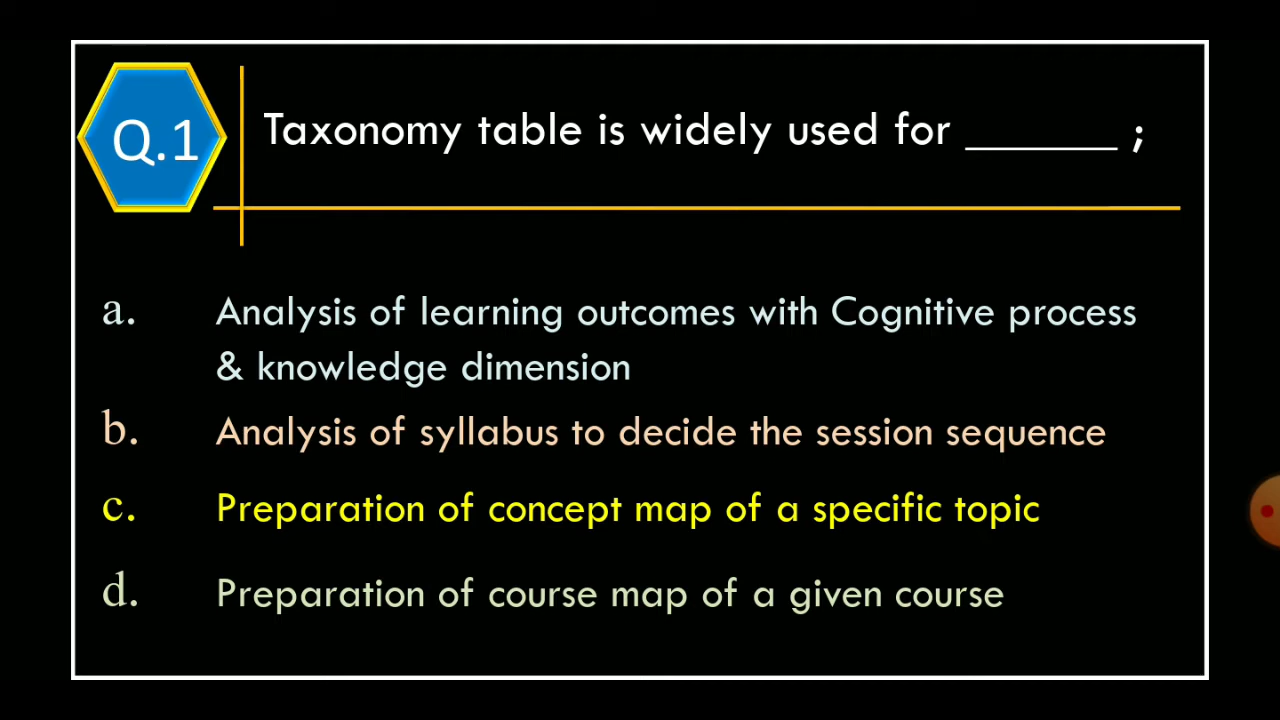 Q.1
Taxonomy table is widely used for _______ ;
a. Analysis of learning outcomes with Cognitive process
& knowledge dimension
b. Analysis of syllabus to decide the session sequence
c. Preparation of concept map of a specific topic
d. Preparation of course map of a given course